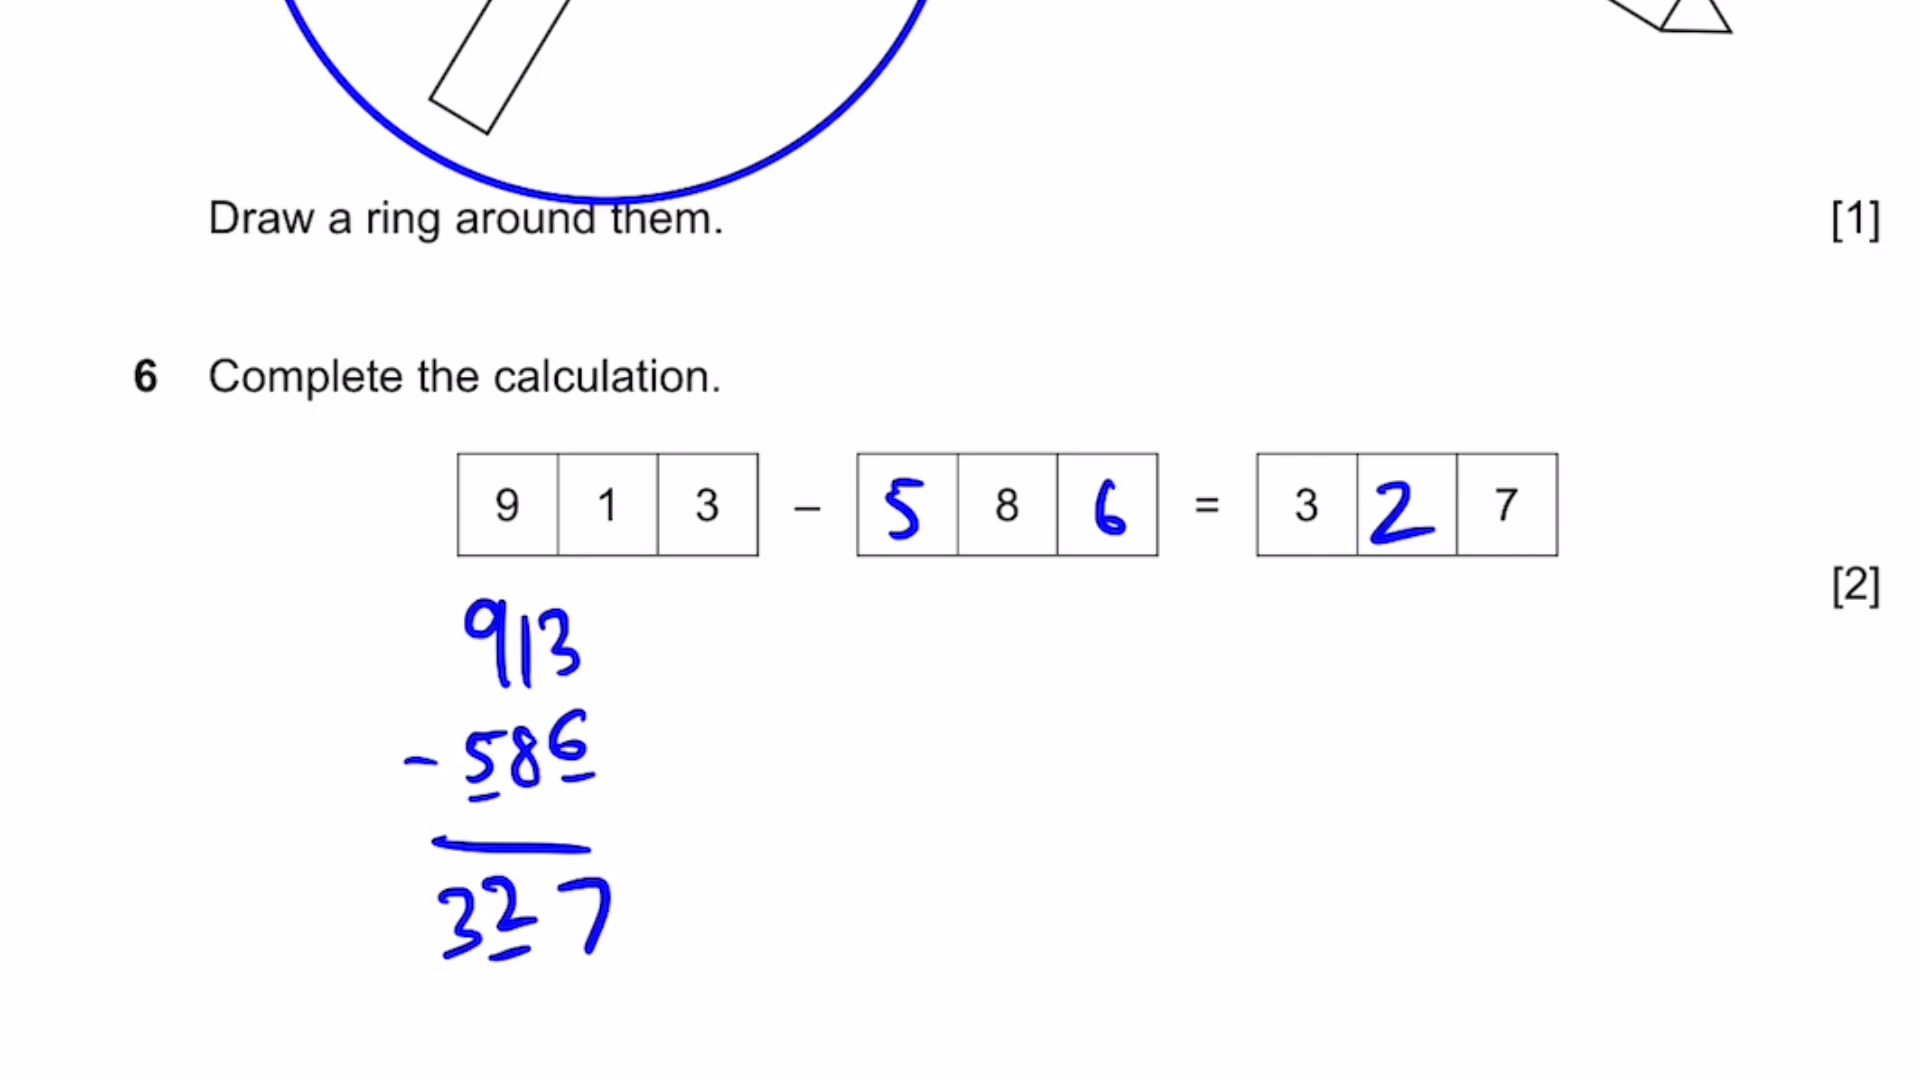 Draw a ring around them. [1]
6 Complete the calculation.
9 1 3 – 5 8 6 = 3 2 7
[2]
913
- 586
327